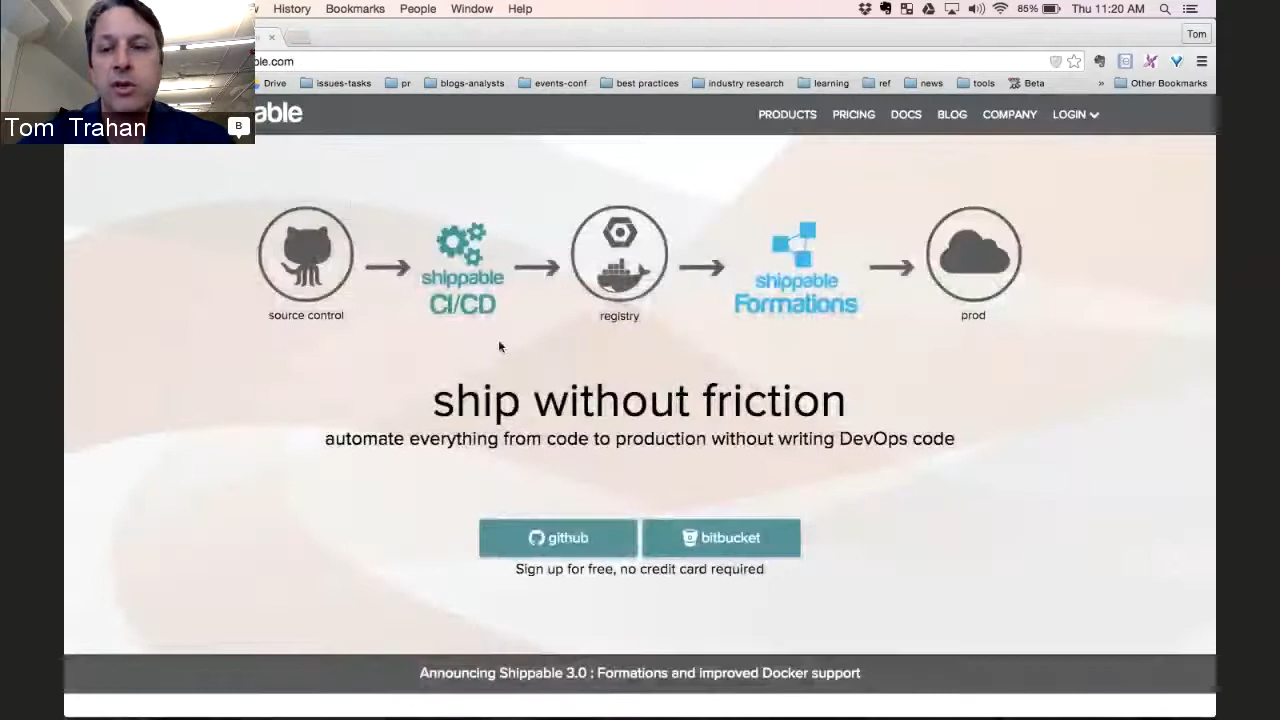 History Bookmarks People Window Help 85% Thu 11:20 AM
Tom
ble.com
Drive issues-tasks pr blogs-analysts events-conf best practices industry research learning ref news tools Beta » Other Bookmarks
Tom Trahan B
able PRODUCTS PRICING DOCS BLOG COMPANY LOGIN
shippable
CI/CD
shippable
Formations
source control registry prod
ship without friction
automate everything from code to production without writing DevOps code
github bitbucket
Sign up for free, no credit card required
Announcing Shippable 3.0 : Formations and improved Docker support